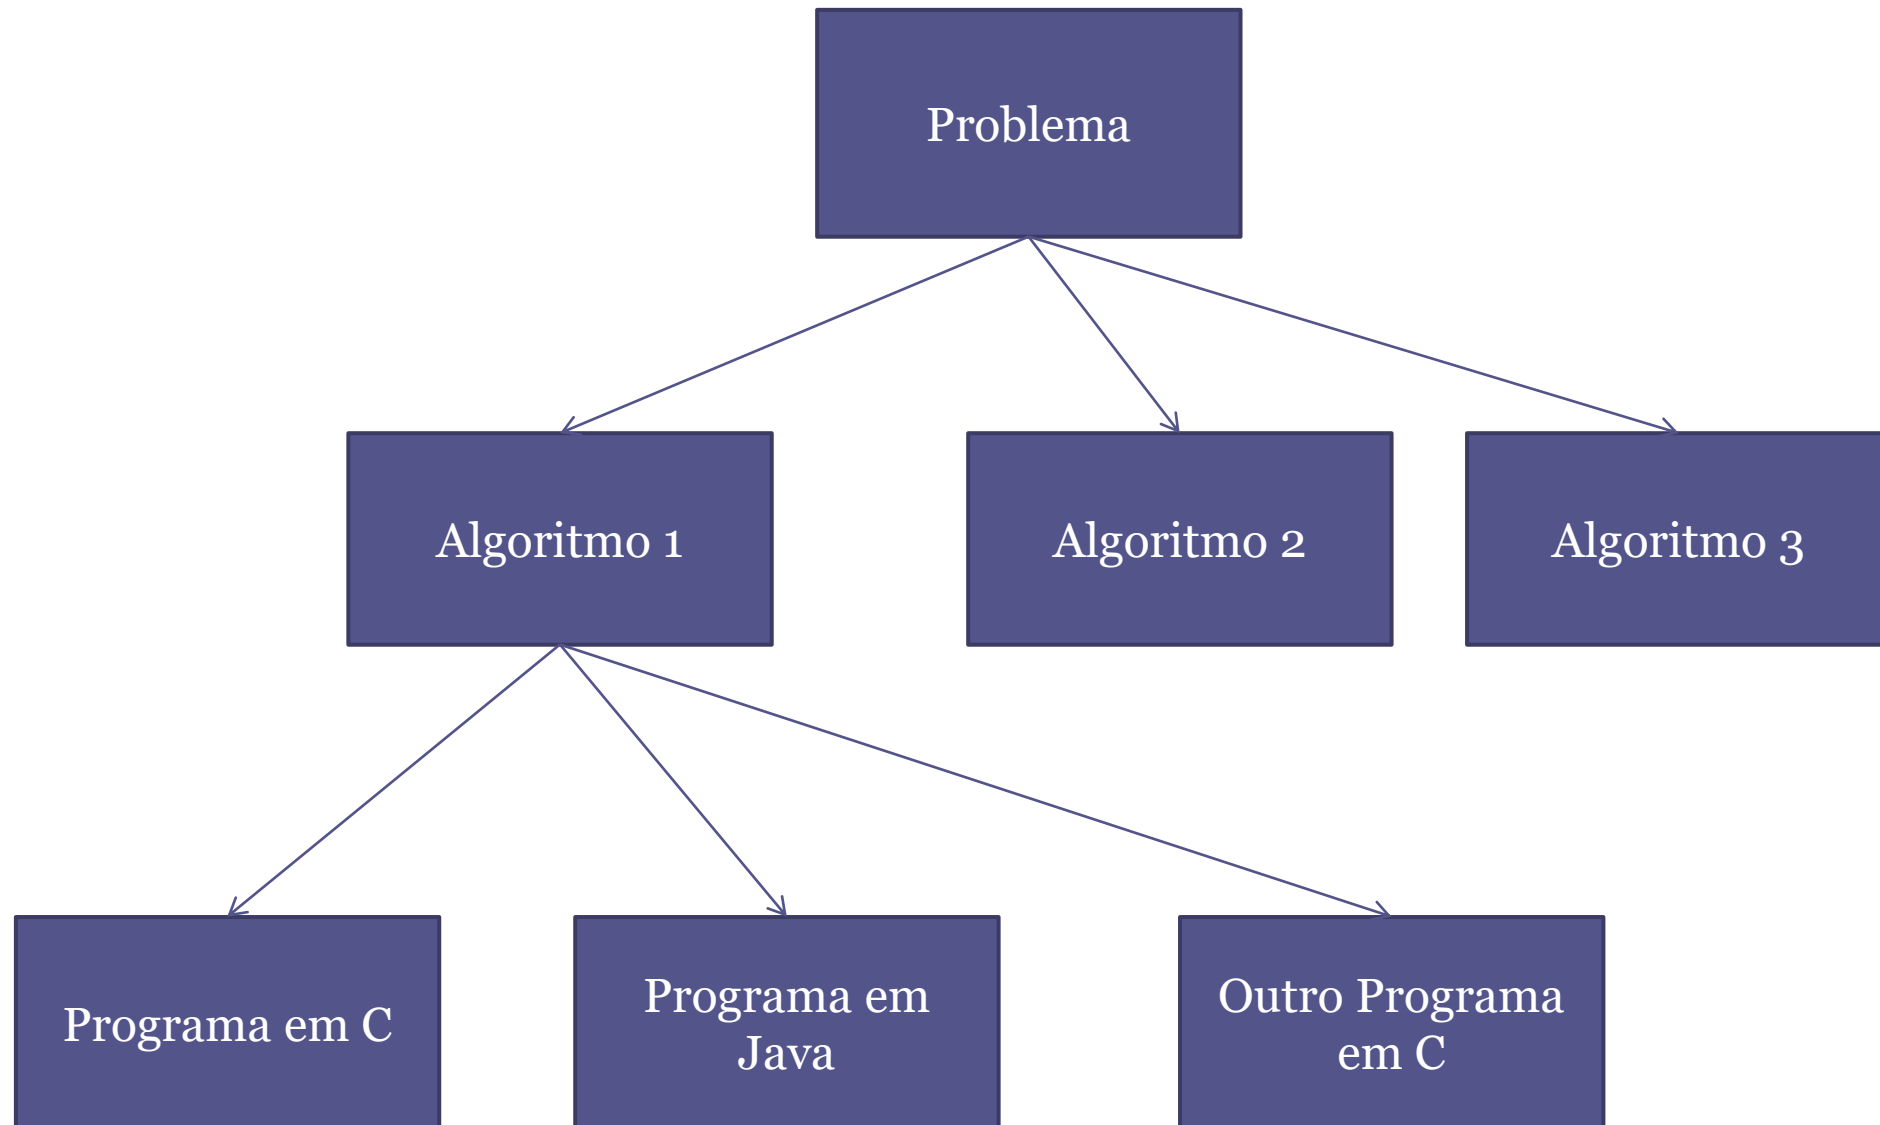 Problema
Algoritmo 1
Algoritmo 2
Algoritmo 3
Programa em C
Programa em
Java
Outro Programa
em C